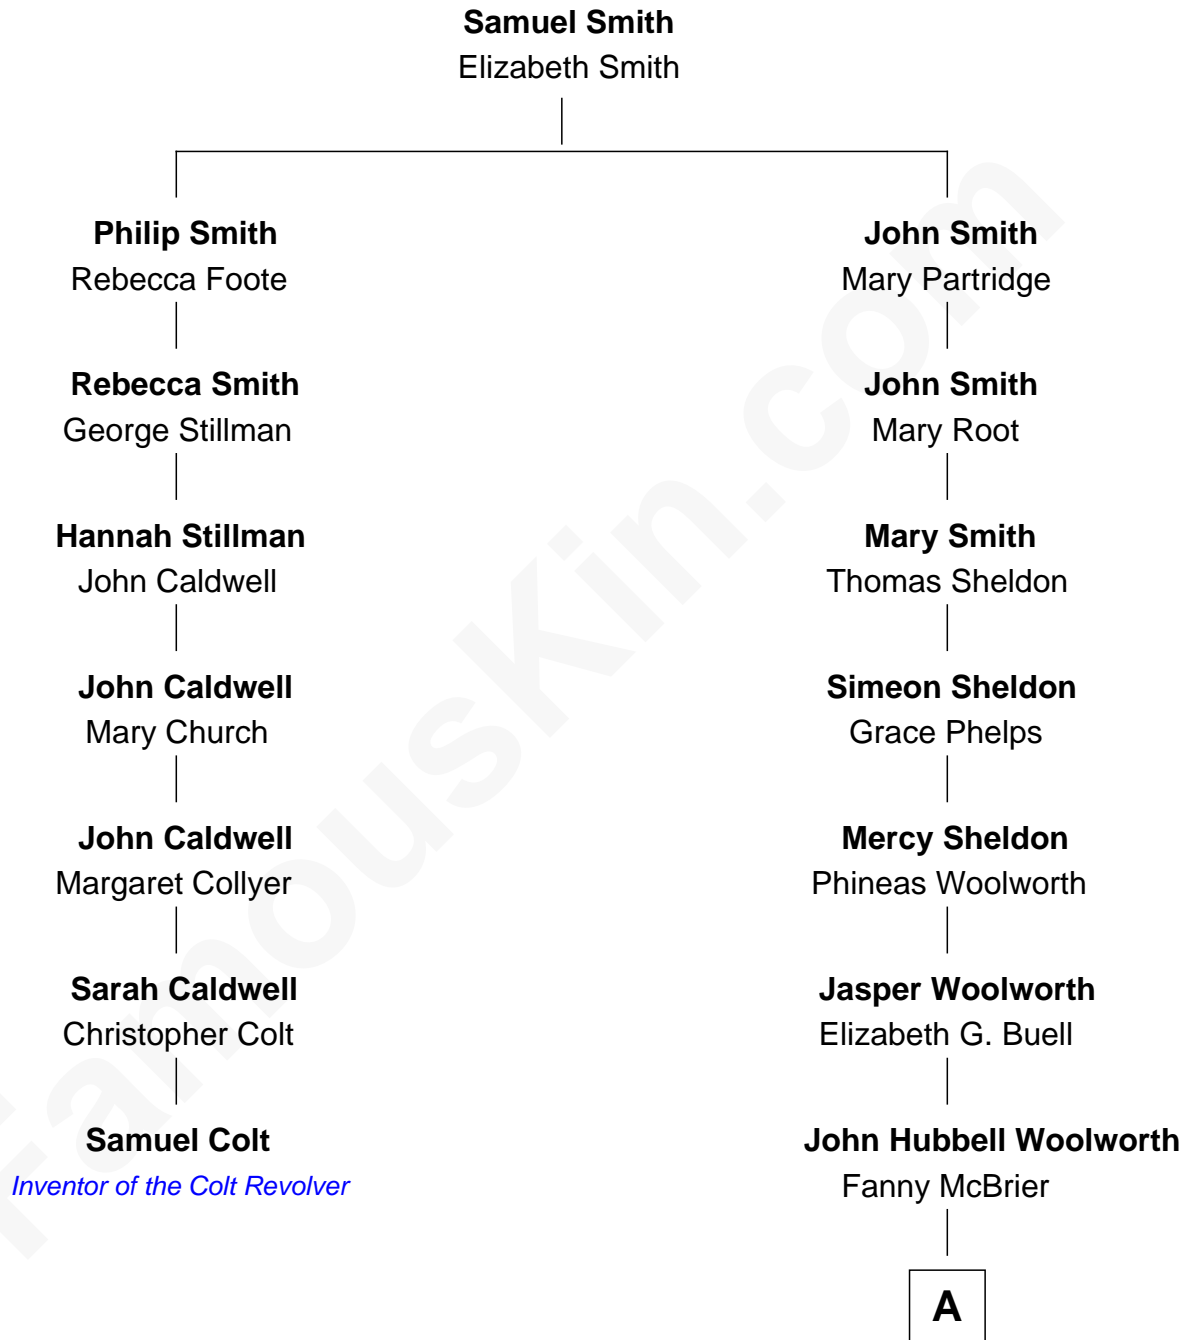 Samuel Smith
Elizabeth Smith
Philip Smith
Rebecca Foote
Rebecca Smith
George Stillman
Hannah Stillman
John Caldwell
John Caldwell
Mary Church
John Caldwell
Margaret Collyer
Sarah Caldwell
Christopher Colt
Samuel Colt
Inventor of the Colt Revolver
John Smith
Mary Partridge
John Smith
Mary Root
Mary Smith
Thomas Sheldon
Simeon Sheldon
Grace Phelps
Mercy Sheldon
Phineas Woolworth
Jasper Woolworth
Elizabeth G. Buell
John Hubbell Woolworth
Fanny McBrier
A
FamousKin.com